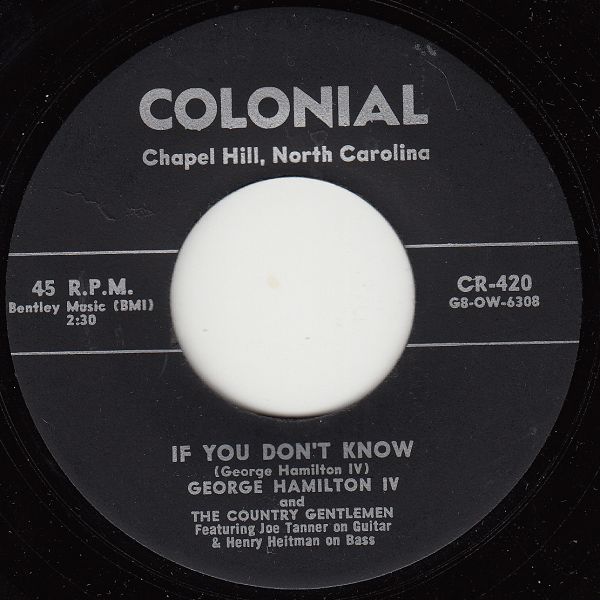 COLONIAL
Chapel Hill, North Carolina
45 R.P.M.
Bentley Music (BMI)
2:30
CR-420
G8-OW-6308
IF YOU DON'T KNOW
(George Hamilton IV)
GEORGE HAMILTON IV
and
THE COUNTRY GENTLEMEN
Featuring Joe Tanner on Guitar
& Henry Heitman on Bass